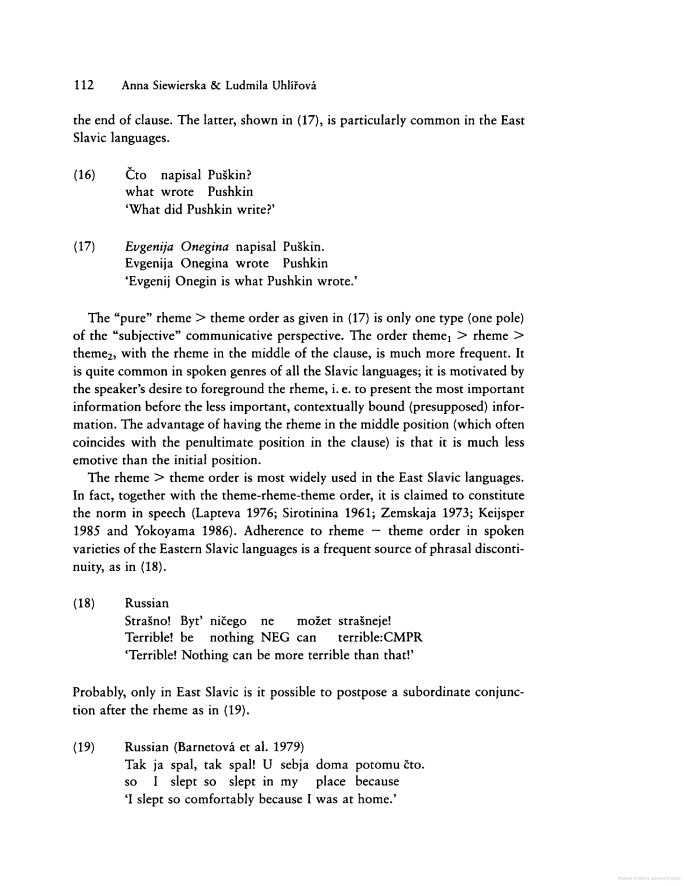 112 Anna Siewierska & Ludmila Uhlířová
the end of clause. The latter, shown in (17), is particularly common in the East
Slavic languages.
(16) Čto napisal Puškin?
what wrote Pushkin
‘What did Pushkin write?’
(17) Evgenija Onegina napisal Puškin.
Evgenija Onegina wrote Pushkin
‘Evgenij Onegin is what Pushkin wrote.’
The “pure” rheme > theme order as given in (17) is only one type (one pole)
of the “subjective” communicative perspective. The order theme₁ > rheme >
theme₂, with the rheme in the middle of the clause, is much more frequent. It
is quite common in spoken genres of all the Slavic languages; it is motivated by
the speaker’s desire to foreground the rheme, i. e. to present the most important
information before the less important, contextually bound (presupposed) infor-
mation. The advantage of having the rheme in the middle position (which often
coincides with the penultimate position in the clause) is that it is much less
emotive than the initial position.
The rheme > theme order is most widely used in the East Slavic languages.
In fact, together with the theme-rheme-theme order, it is claimed to constitute
the norm in speech (Lapteva 1976; Sirotinina 1961; Zemskaja 1973; Keijsper
1985 and Yokoyama 1986). Adherence to rheme − theme order in spoken
varieties of the Eastern Slavic languages is a frequent source of phrasal disconti-
nuity, as in (18).
(18) Russian
Strašno! Byt’ ničego ne možet strašneje!
Terrible! be nothing NEG can terrible:CMPR
‘Terrible! Nothing can be more terrible than that!’
Probably, only in East Slavic is it possible to postpose a subordinate conjunc-
tion after the rheme as in (19).
(19) Russian (Barnetová et al. 1979)
Tak ja spal, tak spal! U sebja doma potomu čto.
so I slept so slept in my place because
‘I slept so comfortably because I was at home.’